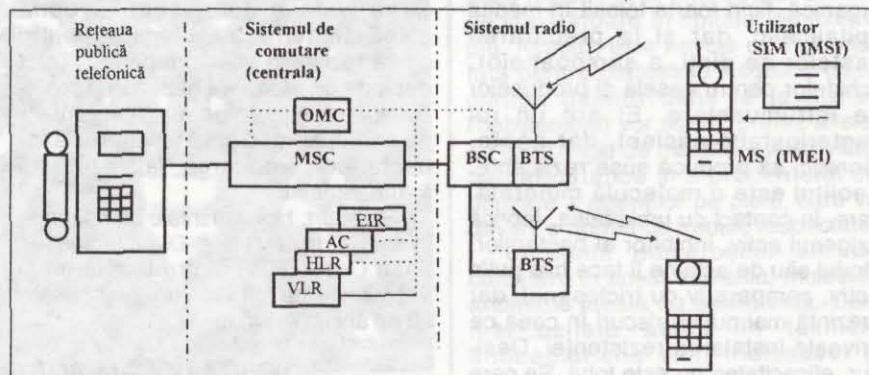 Rețeaua
publică
telefonică
Sistemul de
comutare
(centrala)
Sistemul radio
Utilizator
SIM (IMSI)
OMC
MSC
BSC BTS
MS (IMEI)
EIR
AC
HLR
VLR
BTS